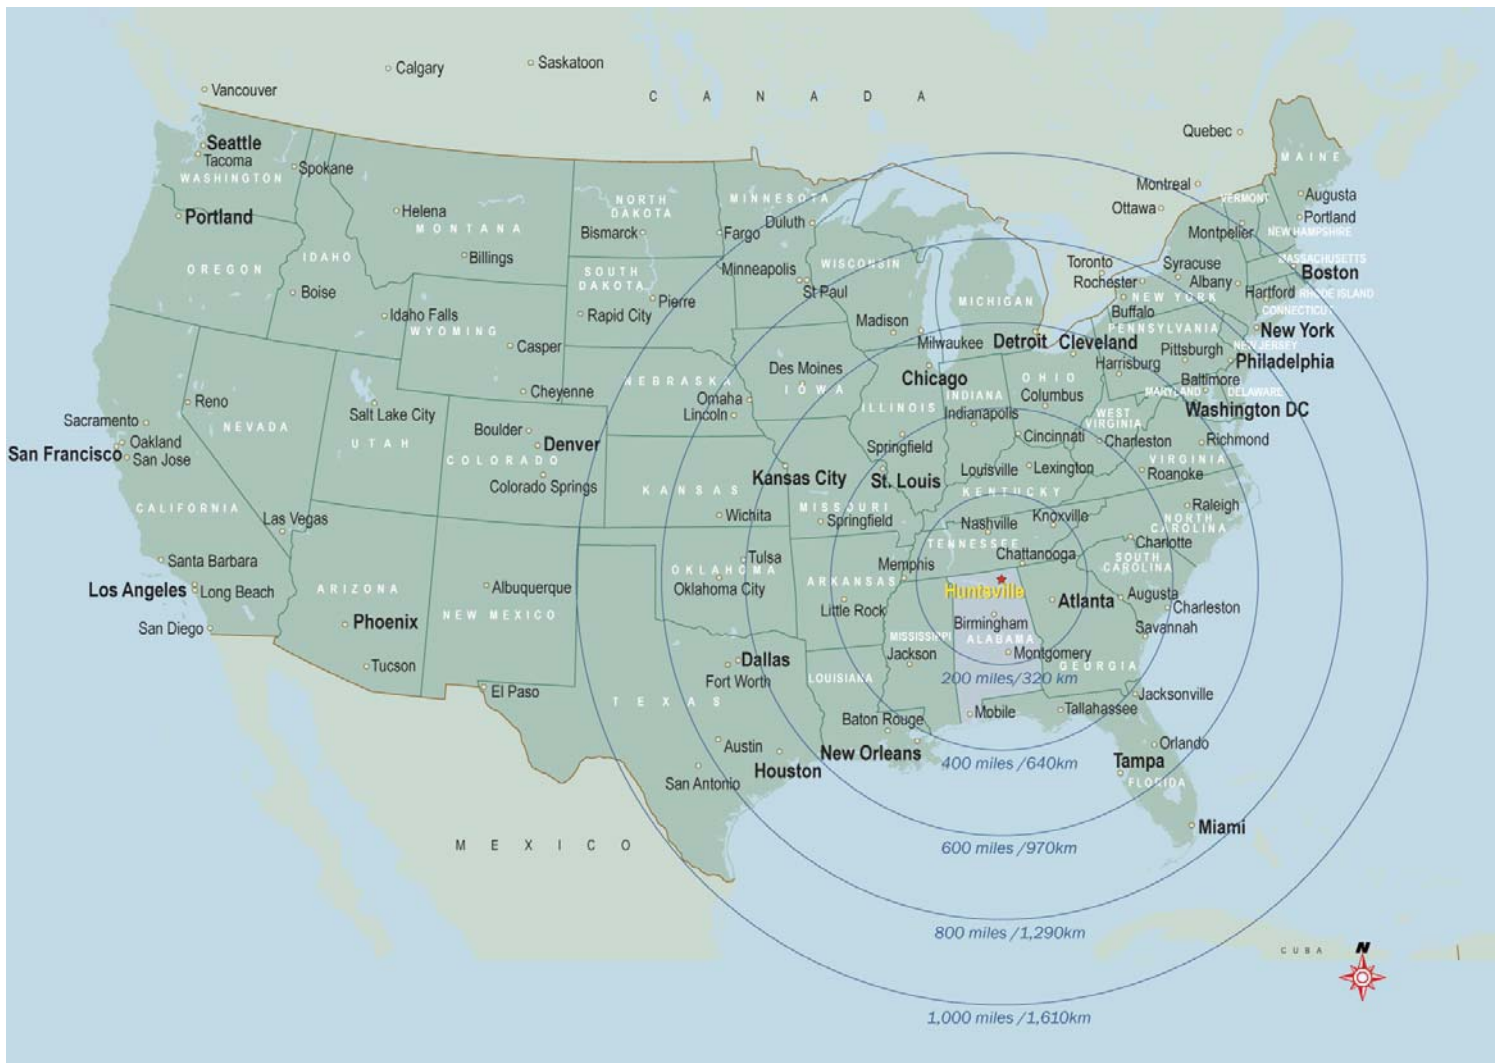 Calgary
Saskatoon
Vancouver
C A N A D A
Quebec
Seattle
Tacoma
WASHINGTON
Spokane
MAINE
Montreal
Augusta
Ottawa
VERMONT
Portland
Helena
MONTANA
NORTH
DAKOTA
MINNESOTA
Duluth
Portland
Montpelier
NEW HAMPSHIRE
Bismarck
Fargo
Billings
IDAHO
OREGON
SOUTH
DAKOTA
Minneapolis
St Paul
WISCONSIN
Toronto
Rochester
Syracuse
Albany
MASSACHUSETTS
Boston
Boise
Pierre
Rapid City
MICHIGAN
Buffalo
NEW YORK
Hartford
RHODE ISLAND
CONNECTICUT
Idaho Falls
WYOMING
Madison
Milwaukee
Detroit
Cleveland
PENNSYLVANIA
New York
NEW JERSEY
Casper
Pittsburgh
Harrisburg
Philadelphia
Des Moines
IOWA
Chicago
NEBRASKA
Omaha
Lincoln
Cheyenne
ILLINOIS
INDIANA
Indianapolis
OHIO
Columbus
Baltimore
MARYLAND
DELAWARE
Washington DC
Reno
NEVADA
Salt Lake City
UTAH
Sacramento
San Francisco
Oakland
San Jose
Boulder
Denver
COLORADO
Colorado Springs
WEST
VIRGINIA
Springfield
Cincinnati
Charleston
Richmond
VIRGINIA
Roanoke
Kansas City
KANSAS
St. Louis
Louisville
Lexington
KENTUCKY
CALIFORNIA
Las Vegas
Wichita
MISSOURI
Springfield
Nashville
Knoxville
TENNESSEE
Raleigh
NORTH
CAROLINA
Charlotte
Santa Barbara
Los Angeles
Long Beach
San Diego
ARIZONA
Phoenix
Tucson
Albuquerque
NEW MEXICO
Tulsa
OKLAHOMA
Oklahoma City
Memphis
ARKANSAS
Little Rock
Chattanooga
SOUTH
CAROLINA
Huntsville
Atlanta
Augusta
Charleston
Birmingham
Savannah
MISSISSIPPI
Jackson
ALABAMA
Montgomery
GEORGIA
200 miles/320 km
El Paso
Dallas
Fort Worth
TEXAS
LOUISIANA
Jacksonville
Tallahassee
Mobile
Baton Rouge
New Orleans
Austin
San Antonio
Houston
400 miles/640km
Orlando
Tampa
FLORIDA
Miami
M E X I C O
600 miles/970km
800 miles/1,290km
CUBA
N
1,000 miles/1,610km